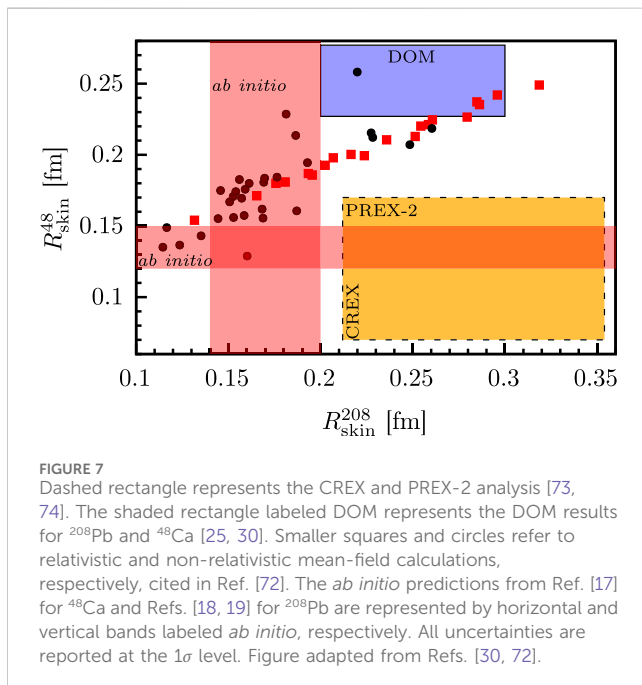 0.25
0.2
0.15
0.1
R^48_skin [fm]
DOM
ab initio
PREX-2
ab initio
CREX
0.1 0.15 0.2 0.25 0.3 0.35
R^208_skin [fm]
FIGURE 7
Dashed rectangle represents the CREX and PREX-2 analysis [73,
74]. The shaded rectangle labeled DOM represents the DOM results
for ²⁰⁸Pb and ⁴⁸Ca [25, 30]. Smaller squares and circles refer to
relativistic and non-relativistic mean-field calculations,
respectively, cited in Ref. [72]. The ab initio predictions from Ref. [17]
for ⁴⁸Ca and Refs. [18, 19] for ²⁰⁸Pb are represented by horizontal and
vertical bands labeled ab initio, respectively. All uncertainties are
reported at the 1σ level. Figure adapted from Refs. [30, 72].